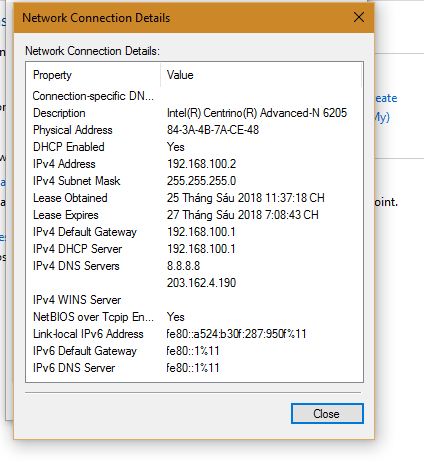 Network Connection Details
Network Connection Details:
Property Value
Connection-specific DN...
Description Intel(R) Centrino(R) Advanced-N 6205
Physical Address 84-3A-4B-7A-CE-48
DHCP Enabled Yes
IPv4 Address 192.168.100.2
IPv4 Subnet Mask 255.255.255.0
Lease Obtained 25 Tháng Sáu 2018 11:37:18 CH
Lease Expires 27 Tháng Sáu 2018 7:08:43 CH
IPv4 Default Gateway 192.168.100.1
IPv4 DHCP Server 192.168.100.1
IPv4 DNS Servers 8.8.8.8
203.162.4.190
IPv4 WINS Server
NetBIOS over Tcpip En... Yes
Link-local IPv6 Address fe80::a524:b30f:287:950f%11
IPv6 Default Gateway fe80::1%11
IPv6 DNS Server fe80::1%11
Close
eate
My)
point.